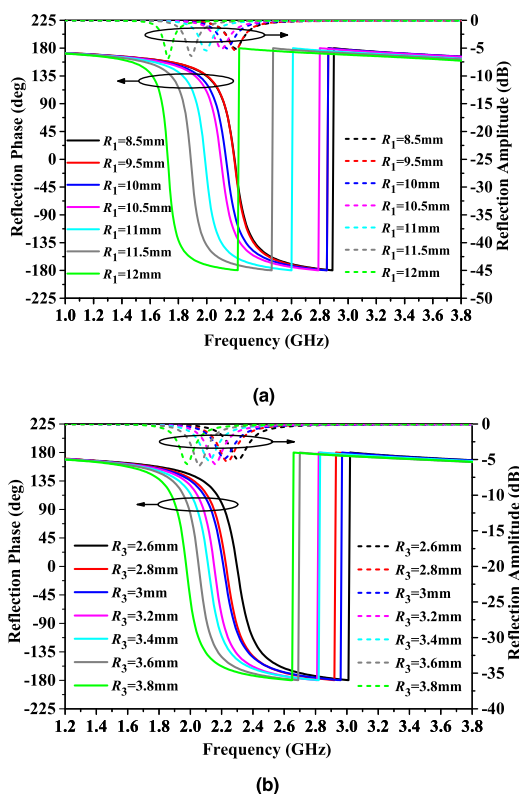 225
180
135
90
45
0
-45
-90
-135
-180
-225
Reflection Phase (deg)
R1=8.5mm
R1=9.5mm
R1=10mm
R1=10.5mm
R1=11mm
R1=11.5mm
R1=12mm
R1=8.5mm
R1=9.5mm
R1=10mm
R1=10.5mm
R1=11mm
R1=11.5mm
R1=12mm
0
-5
-10
-15
-20
-25
-30
-35
-40
-45
-50
Reflection Amplitude (dB)
1.0 1.2 1.4 1.6 1.8 2.0 2.2 2.4 2.6 2.8 3.0 3.2 3.4 3.6 3.8
Frequency (GHz)
(a)
225
180
135
90
45
0
-45
-90
-135
-180
-225
Reflection Phase (deg)
R3=2.6mm
R3=2.8mm
R3=3mm
R3=3.2mm
R3=3.4mm
R3=3.6mm
R3=3.8mm
R3=2.6mm
R3=2.8mm
R3=3mm
R3=3.2mm
R3=3.4mm
R3=3.6mm
R3=3.8mm
0
-5
-10
-15
-20
-25
-30
-35
-40
Reflection Amplitude (dB)
1.2 1.4 1.6 1.8 2.0 2.2 2.4 2.6 2.8 3.0 3.2 3.4 3.6 3.8
Frequency (GHz)
(b)